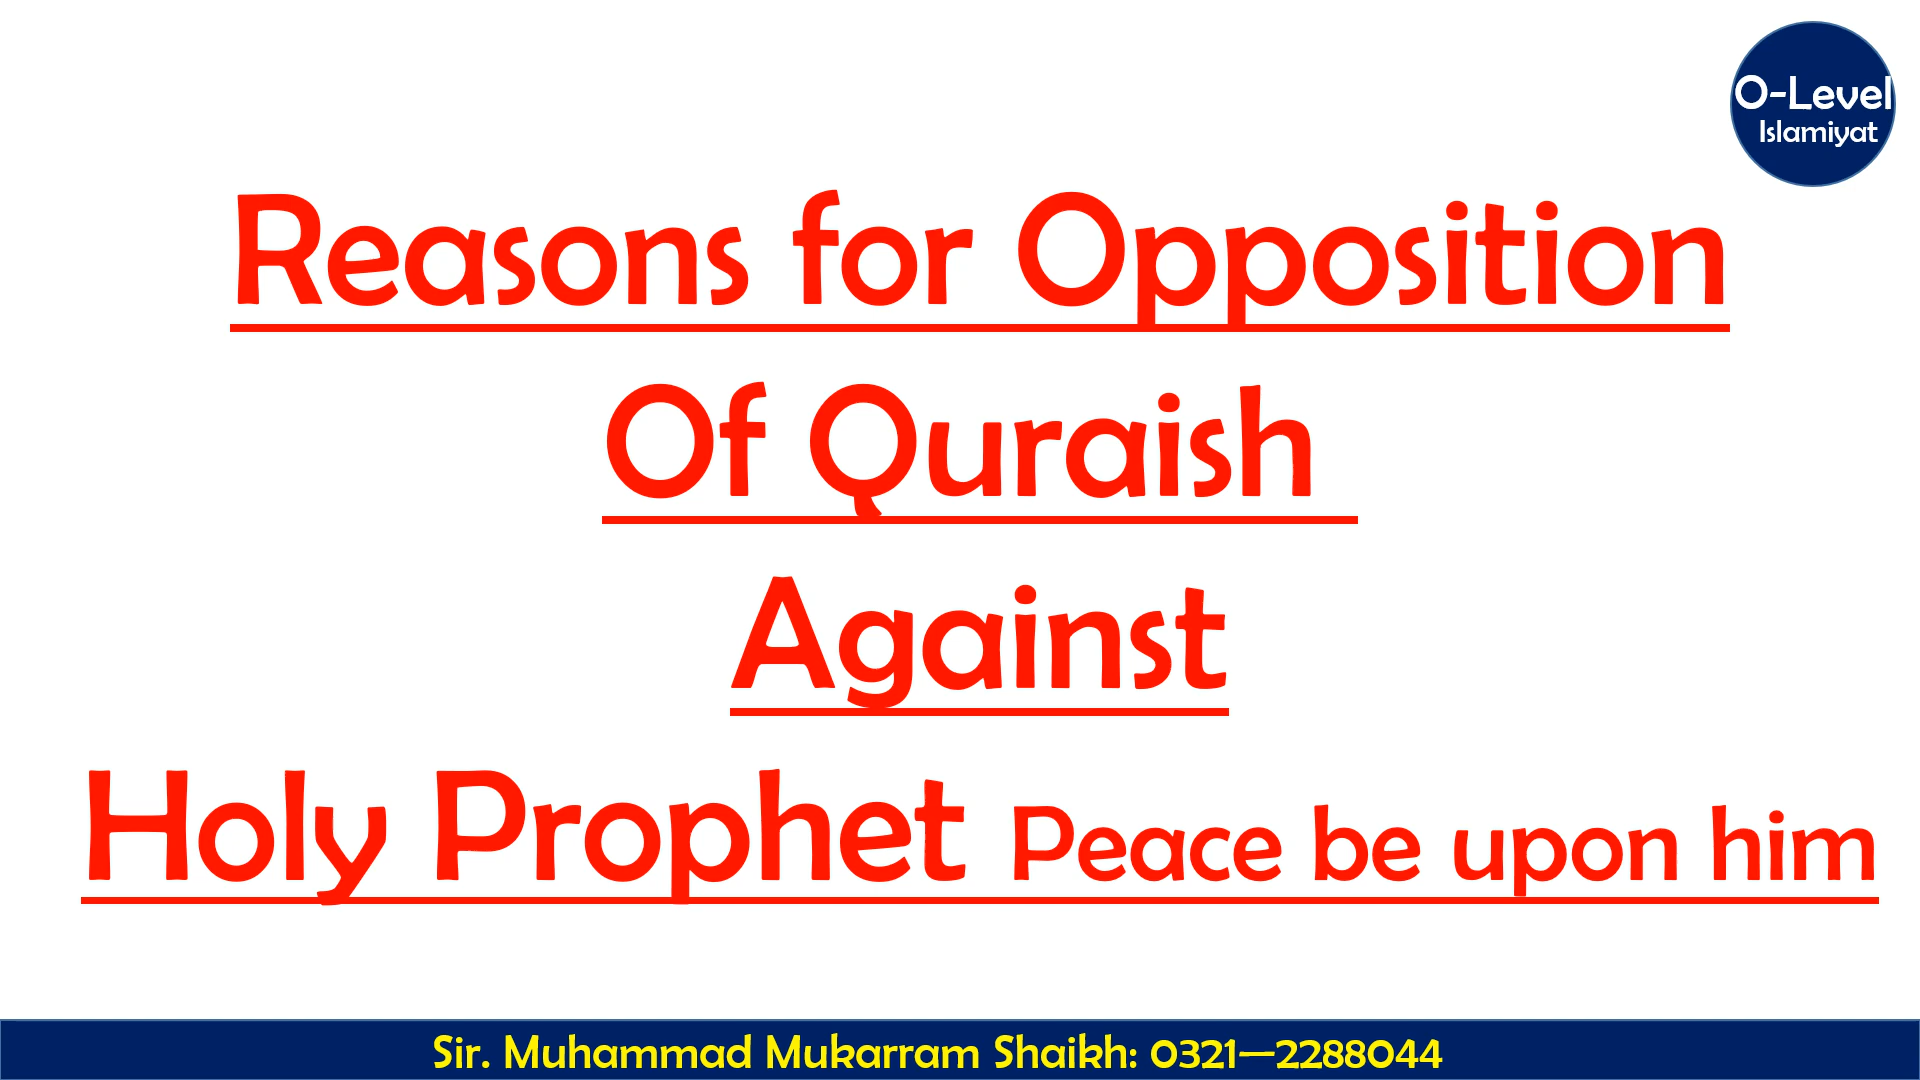 O-Level
Islamiyat
Reasons for Opposition
Of Quraish
Against
Holy Prophet Peace be upon him
Sir. Muhammad Mukarram Shaikh: 0321—2288044